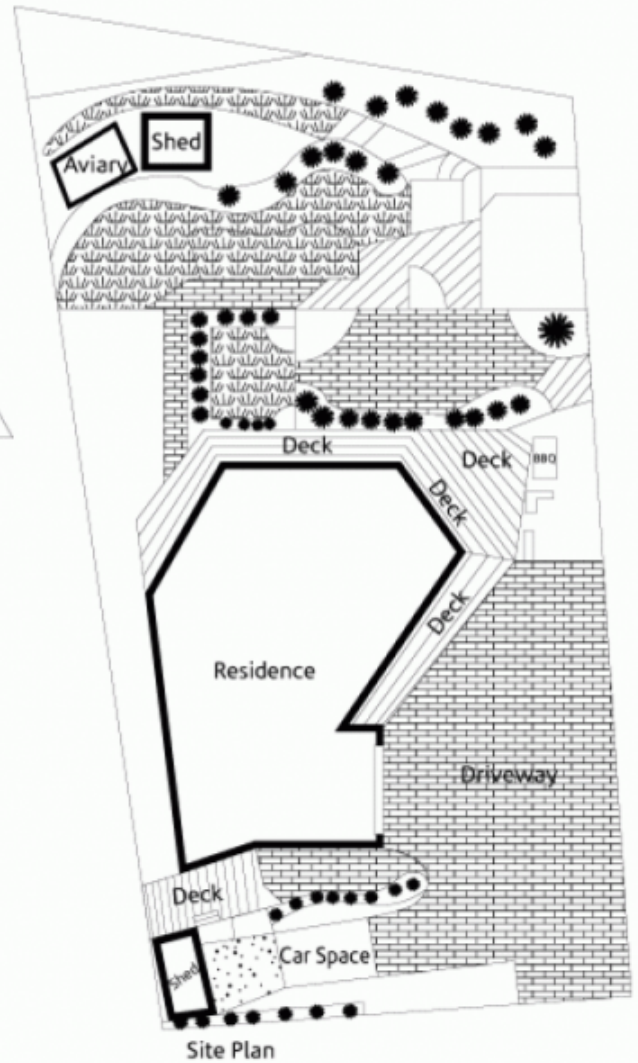 Shed
Aviary
Deck
Deck
BBQ
Deck
Deck
Residence
Driveway
Deck
Car Space
Shed
Site Plan